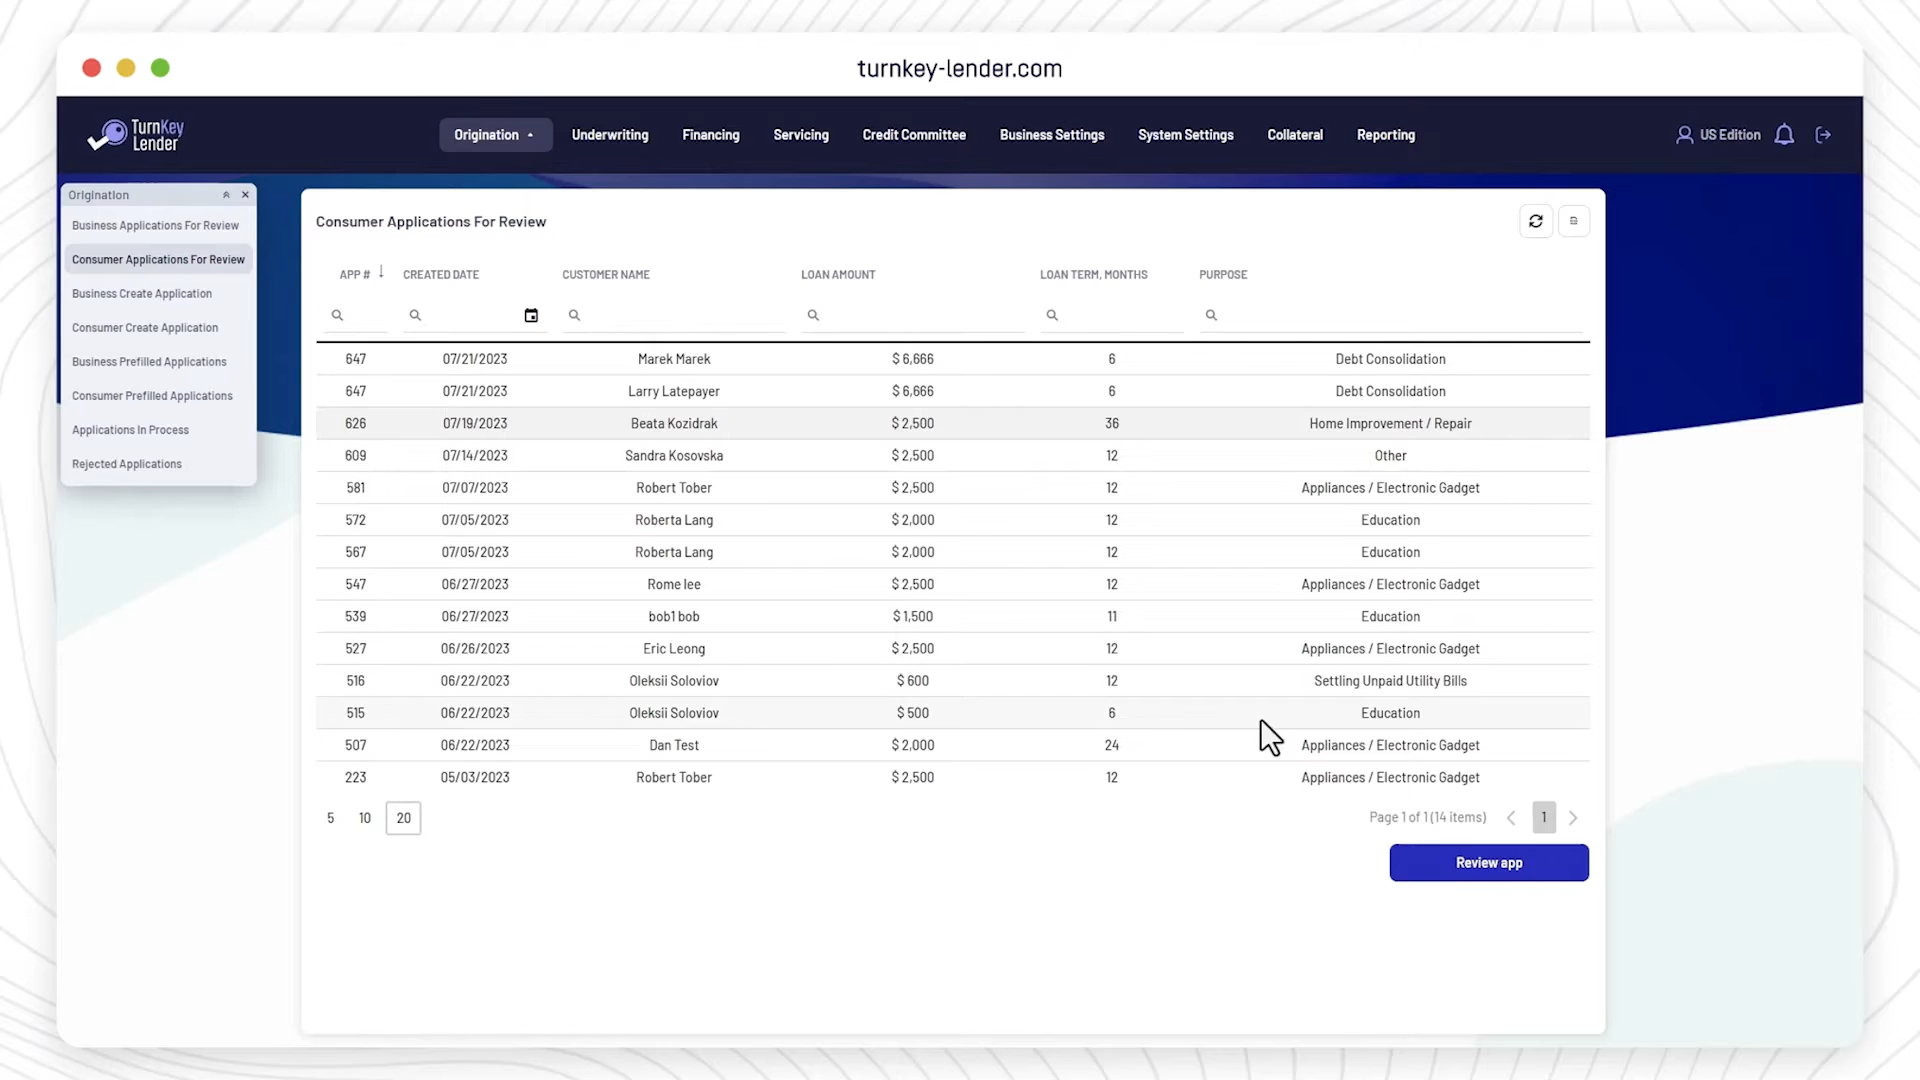 turnkey-lender.com
TurnKey
Lender
Origination
Underwriting
Financing
Servicing
Credit Committee
Business Settings
System Settings
Collateral
Reporting
US Edition
Origination
Business Applications For Review
Consumer Applications For Review
Business Create Application
Consumer Create Application
Business Prefilled Applications
Consumer Prefilled Applications
Applications In Process
Rejected Applications
Consumer Applications For Review
APP # CREATED DATE CUSTOMER NAME LOAN AMOUNT LOAN TERM, MONTHS PURPOSE
647 07/21/2023 Marek Marek $ 6,666 6 Debt Consolidation
647 07/21/2023 Larry Latepayer $ 6,666 6 Debt Consolidation
626 07/19/2023 Beata Kozidrak $ 2,500 36 Home Improvement / Repair
609 07/14/2023 Sandra Kosovska $ 2,500 12 Other
581 07/07/2023 Robert Tober $ 2,500 12 Appliances / Electronic Gadget
572 07/05/2023 Roberta Lang $ 2,000 12 Education
567 07/05/2023 Roberta Lang $ 2,000 12 Education
547 06/27/2023 Rome lee $ 2,500 12 Appliances / Electronic Gadget
539 06/27/2023 bob1 bob $ 1,500 11 Education
527 06/26/2023 Eric Leong $ 2,500 12 Appliances / Electronic Gadget
516 06/22/2023 Oleksii Soloviov $ 600 12 Settling Unpaid Utility Bills
515 06/22/2023 Oleksii Soloviov $ 500 6 Education
507 06/22/2023 Dan Test $ 2,000 24 Appliances / Electronic Gadget
223 05/03/2023 Robert Tober $ 2,500 12 Appliances / Electronic Gadget
5 10 20 Page 1 of 1 (14 items) 1
Review app